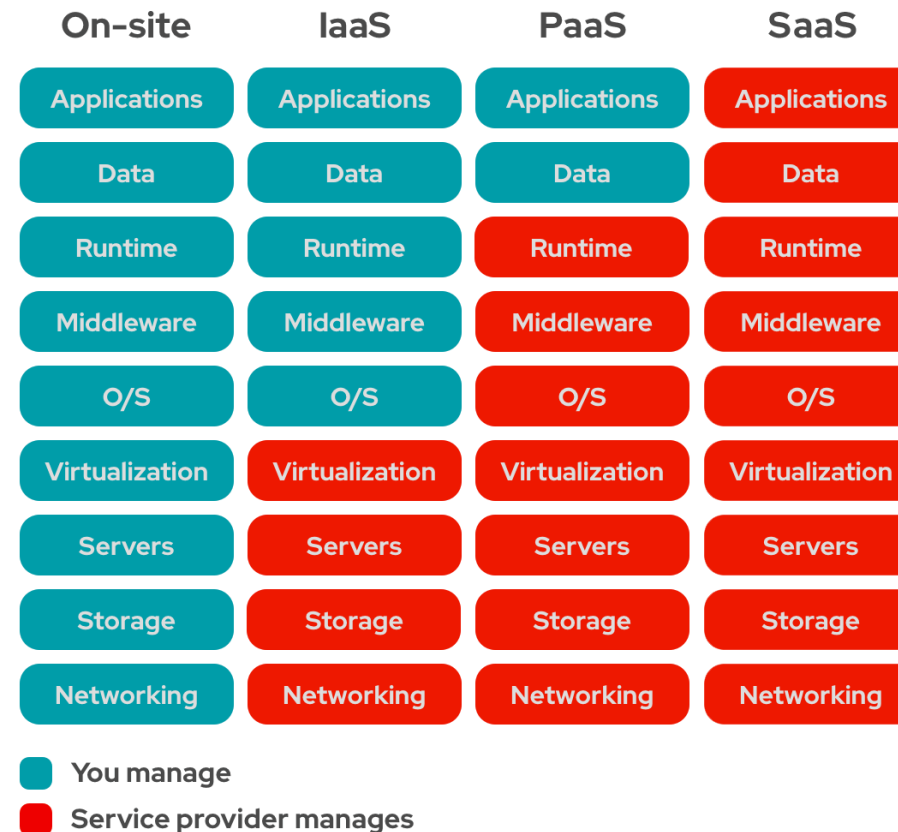 On-site IaaS PaaS SaaS
Applications Applications Applications Applications
Data Data Data Data
Runtime Runtime Runtime Runtime
Middleware Middleware Middleware Middleware
O/S O/S O/S O/S
Virtualization Virtualization Virtualization Virtualization
Servers Servers Servers Servers
Storage Storage Storage Storage
Networking Networking Networking Networking
You manage
Service provider manages